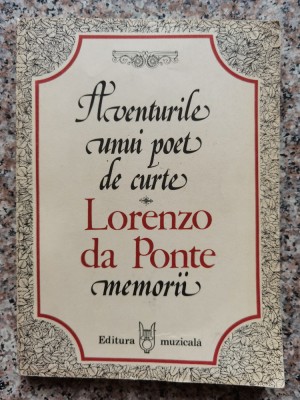 Aventurile
unui poet
de curte
Lorenzo
da Ponte
memorii
Editura muzicală